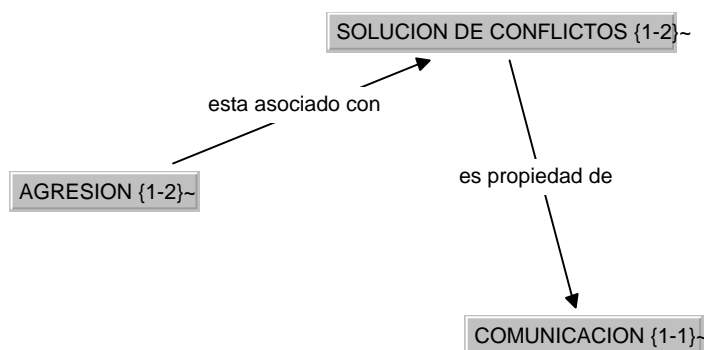 SOLUCION DE CONFLICTOS {1-2}~
esta asociado con
es propiedad de
AGRESION {1-2}~
COMUNICACION {1-1}~